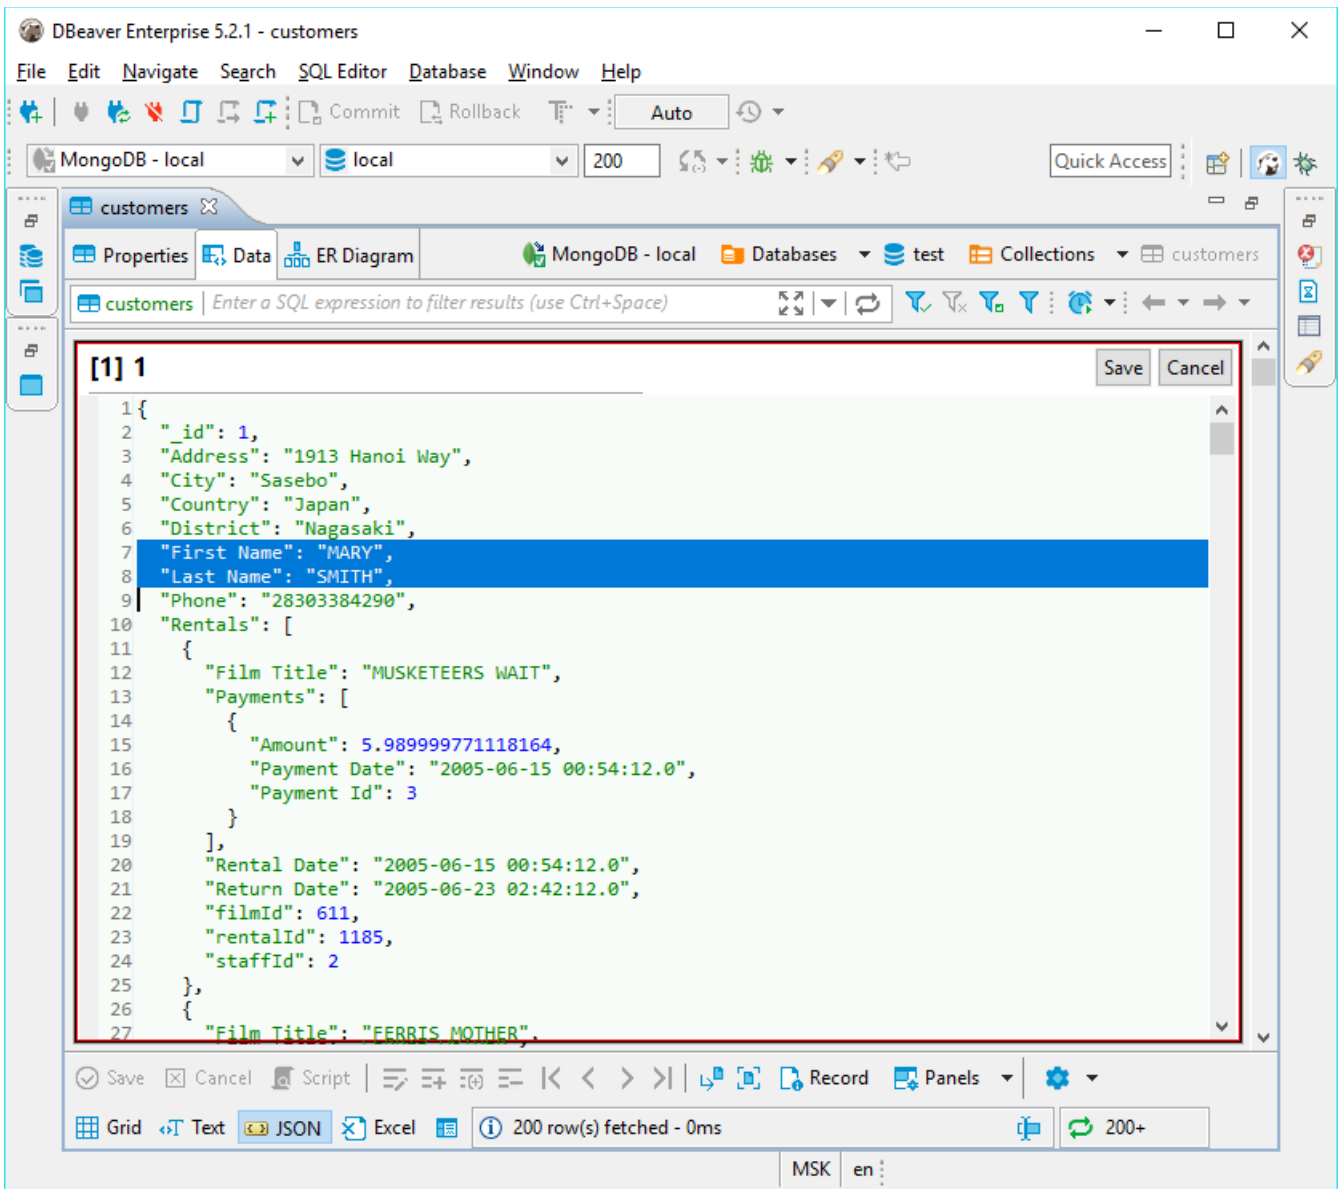 DBeaver Enterprise 5.2.1 - customers
File Edit Navigate Search SQL Editor Database Window Help
Commit Rollback Auto
MongoDB - local local 200 Quick Access
customers
Properties Data ER Diagram MongoDB - local Databases test Collections customers
customers Enter a SQL expression to filter results (use Ctrl+Space)
[1] 1 Save Cancel
1 {
2 "_id": 1,
3 "Address": "1913 Hanoi Way",
4 "City": "Sasebo",
5 "Country": "Japan",
6 "District": "Nagasaki",
7 "First Name": "MARY",
8 "Last Name": "SMITH",
9 "Phone": "28303384290",
10 "Rentals": [
11 {
12 "Film Title": "MUSKETEERS WAIT",
13 "Payments": [
14 {
15 "Amount": 5.989999771118164,
16 "Payment Date": "2005-06-15 00:54:12.0",
17 "Payment Id": 3
18 }
19 ],
20 "Rental Date": "2005-06-15 00:54:12.0",
21 "Return Date": "2005-06-23 02:42:12.0",
22 "filmId": 611,
23 "rentalId": 1185,
24 "staffId": 2
25 },
26 {
27 "Film Title": "FERRIS MOTHER",
Save Cancel Script Record Panels
Grid Text JSON Excel 200 row(s) fetched - 0ms 200+
MSK en